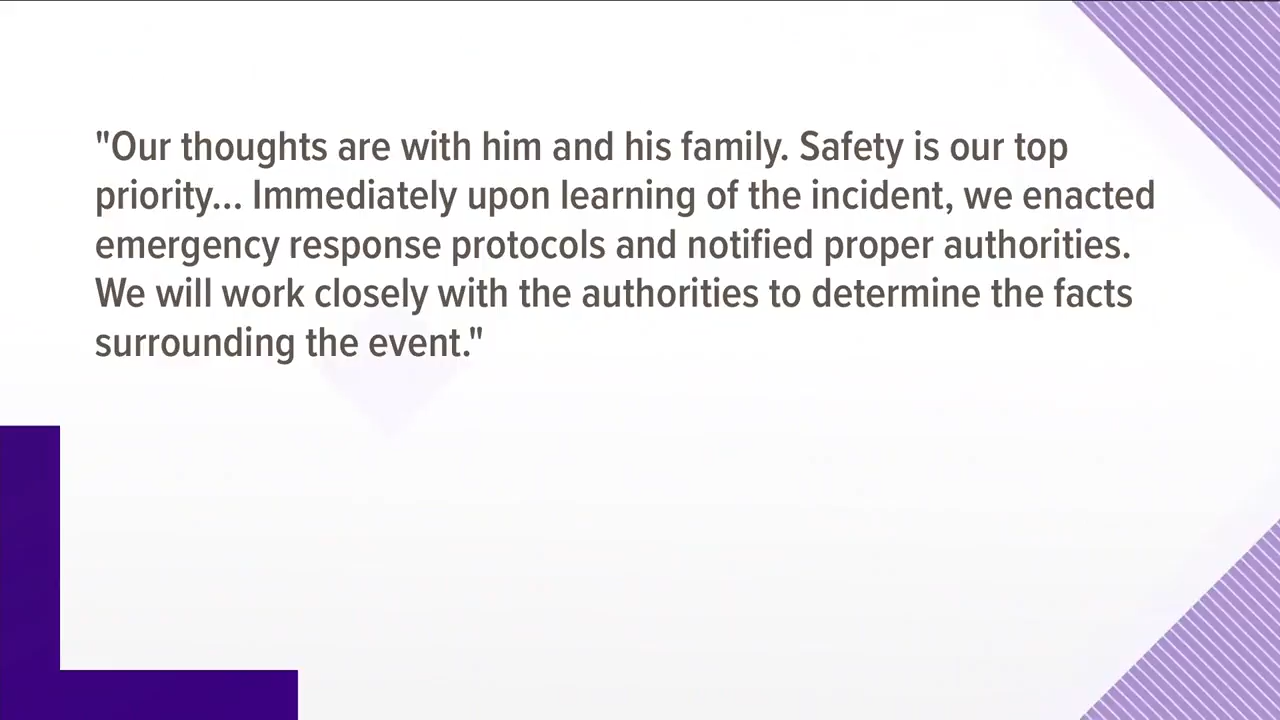 "Our thoughts are with him and his family. Safety is our top
priority... Immediately upon learning of the incident, we enacted
emergency response protocols and notified proper authorities.
We will work closely with the authorities to determine the facts
surrounding the event."